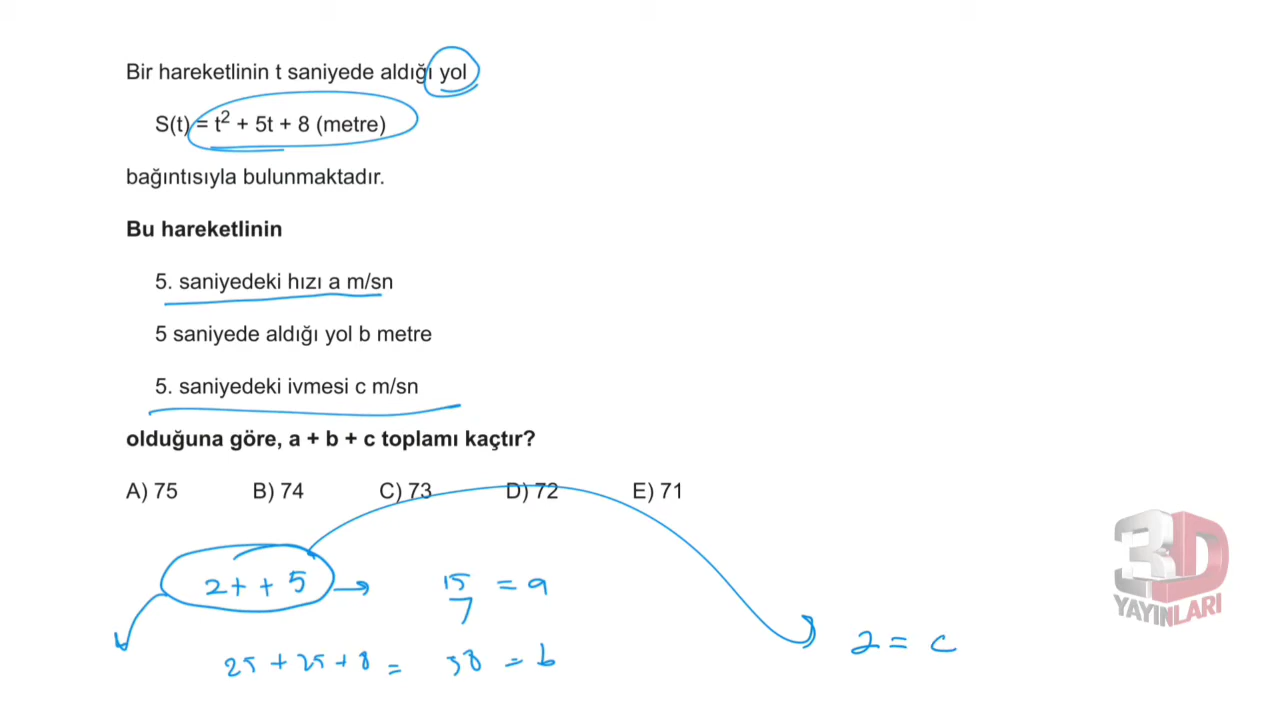 Bir hareketlinin t saniyede aldığı yol
S(t) = t² + 5t + 8 (metre)
bağıntısıyla bulunmaktadır.
Bu hareketlinin
5. saniyedeki hızı a m/sn
5 saniyede aldığı yol b metre
5. saniyedeki ivmesi c m/sn
olduğuna göre, a + b + c toplamı kaçtır?
A) 75 B) 74 C) 73 D) 72 E) 71
2t + 5 → 15 = a
7
25 + 25 + 8 = 58 = b
2 = c
3D
YAYINLARI